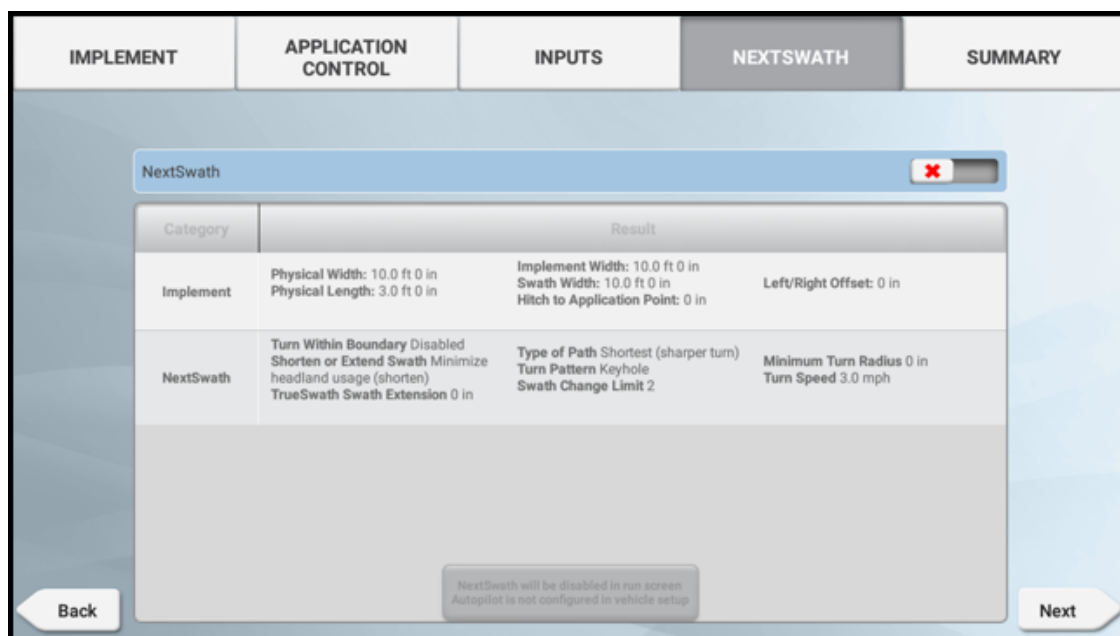 IMPLEMENT
APPLICATION
CONTROL
INPUTS
NEXTSWATH
SUMMARY
NextSwath
Category
Result
Implement
Physical Width: 10.0 ft 0 in
Physical Length: 3.0 ft 0 in
Implement Width: 10.0 ft 0 in
Swath Width: 10.0 ft 0 in
Hitch to Application Point: 0 in
Left/Right Offset: 0 in
NextSwath
Turn Within Boundary Disabled
Shorten or Extend Swath Minimize
headland usage (shorten)
TrueSwath Swath Extension 0 in
Type of Path Shortest (sharper turn)
Turn Pattern Keyhole
Swath Change Limit 2
Minimum Turn Radius 0 in
Turn Speed 3.0 mph
NextSwath will be disabled in run screen
Autopilot is not configured in vehicle setup
Back
Next